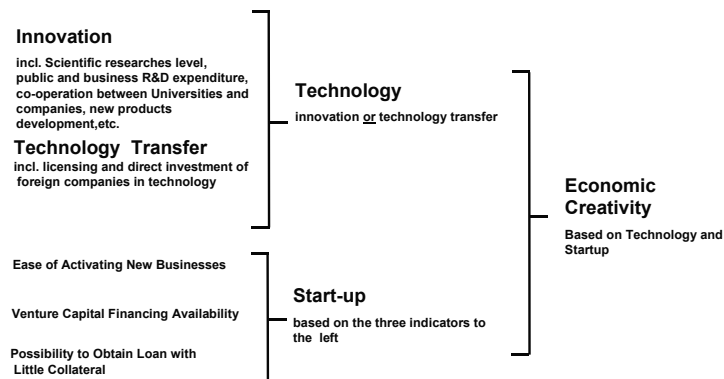 Innovation
incl. Scientific researches level,
public and business R&D expenditure,
co-operation between Universities and
companies, new products
development,etc.
Technology Transfer
incl. licensing and direct investment of
foreign companies in technology
Technology
innovation or technology transfer
Ease of Activating New Businesses
Venture Capital Financing Availability
Possibility to Obtain Loan with
Little Collateral
Start-up
based on the three indicators to
the left
Economic
Creativity
Based on Technology and
Startup